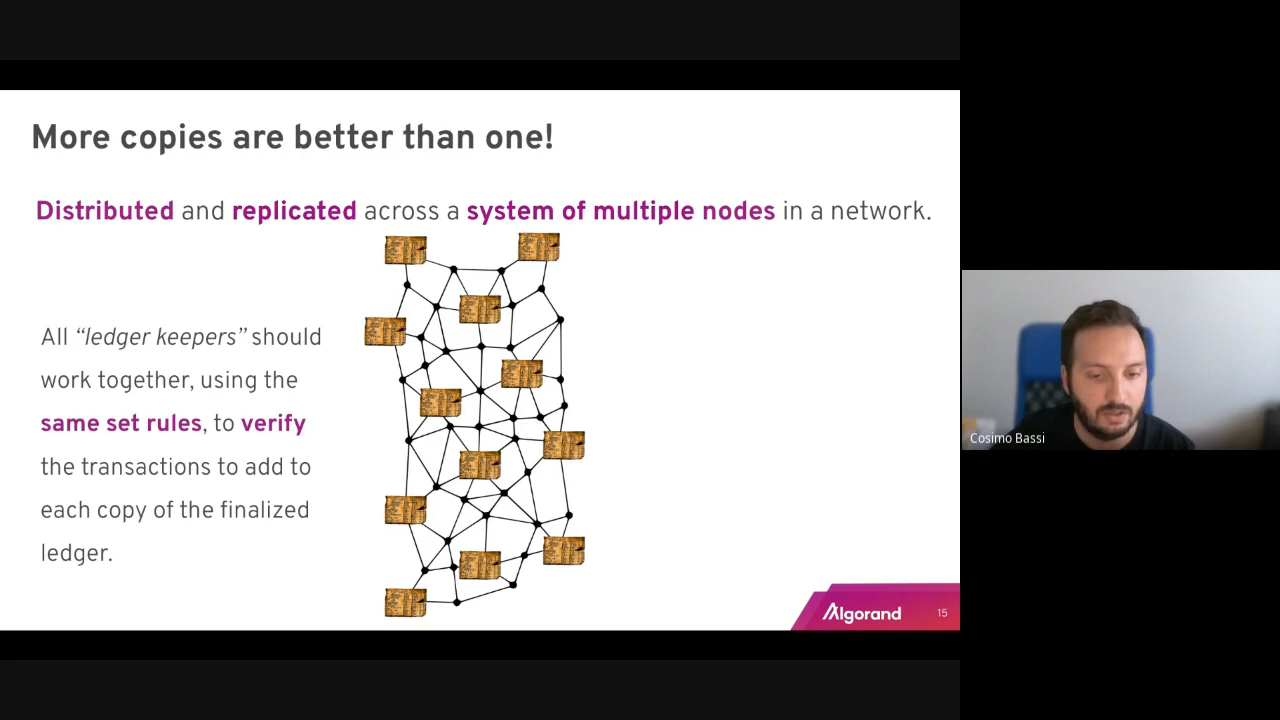 More copies are better than one!
Distributed and replicated across a system of multiple nodes in a network.
All “ledger keepers” should
work together, using the
same set rules, to verify
the transactions to add to
each copy of the finalized
ledger.
Algorand
15
Cosimo Bassi